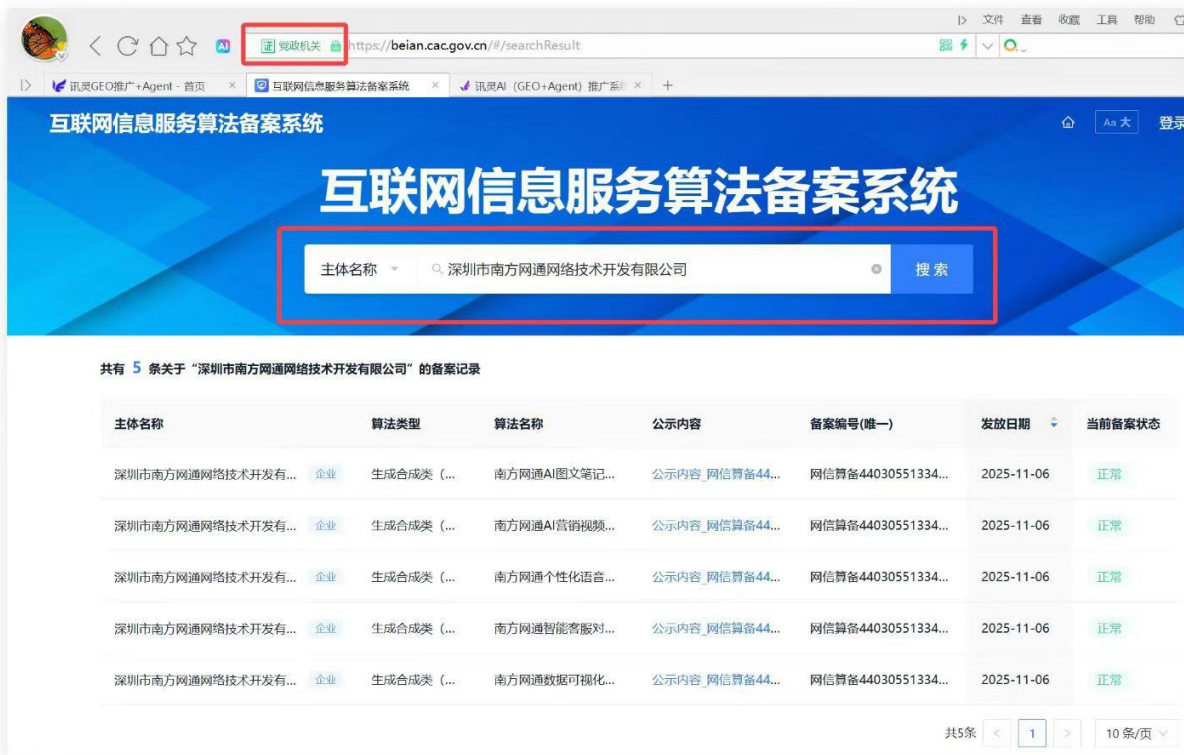 文件 查看 收藏 工具 帮助
AI 证 党政机关 https://beian.cac.gov.cn/#/searchResult
讯灵GEO推广+Agent - 首页 × 互联网信息服务算法备案系统 × 讯灵AI（GEO+Agent）推广系 × +
互联网信息服务算法备案系统 Aa大 登录
互联网信息服务算法备案系统
主体名称 深圳市南方网通网络技术开发有限公司 搜索
共有 5 条关于“深圳市南方网通网络技术开发有限公司”的备案记录
主体名称 算法类型 算法名称 公示内容 备案编号(唯一) 发放日期 当前备案状态
深圳市南方网通网络技术开发有... 企业 生成合成类（... 南方网通AI图文笔记... 公示内容_网信算备44... 网信算备44030551334... 2025-11-06 正常
深圳市南方网通网络技术开发有... 企业 生成合成类（... 南方网通AI营销视频... 公示内容_网信算备44... 网信算备44030551334... 2025-11-06 正常
深圳市南方网通网络技术开发有... 企业 生成合成类（... 南方网通个性化语音... 公示内容_网信算备44... 网信算备44030551334... 2025-11-06 正常
深圳市南方网通网络技术开发有... 企业 生成合成类（... 南方网通智能客服对... 公示内容_网信算备44... 网信算备44030551334... 2025-11-06 正常
深圳市南方网通网络技术开发有... 企业 生成合成类（... 南方网通数据可视化... 公示内容_网信算备44... 网信算备44030551334... 2025-11-06 正常
共5条 < 1 > 10 条/页